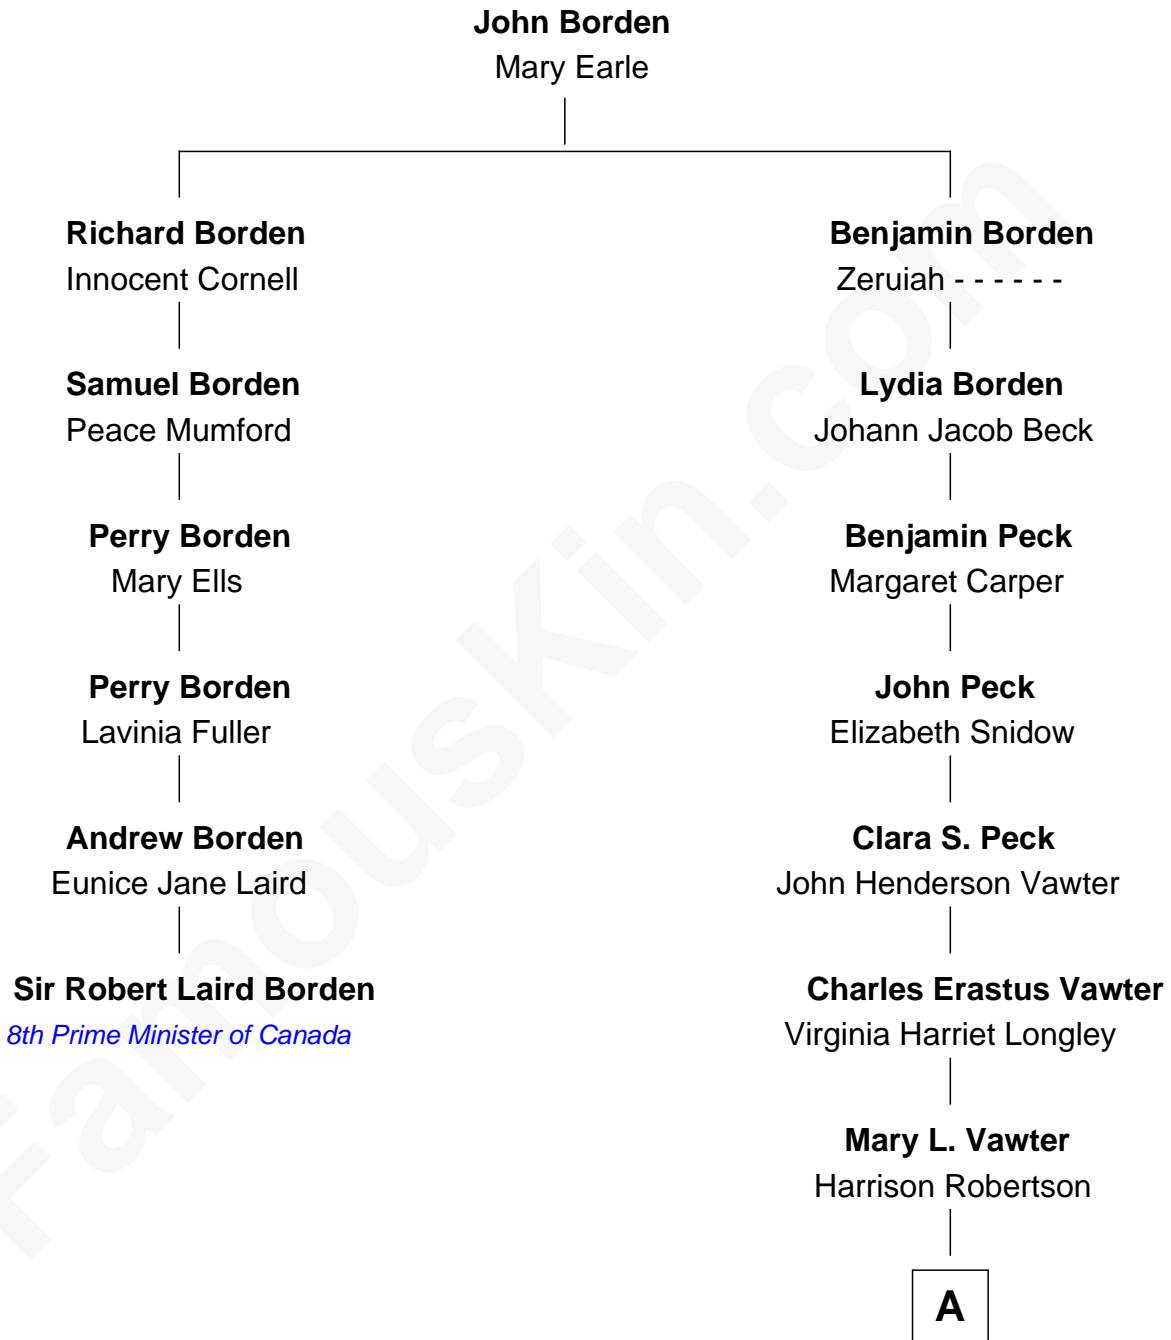 John Borden
Mary Earle
Richard Borden
Innocent Cornell
Samuel Borden
Peace Mumford
Perry Borden
Mary Ells
Perry Borden
Lavinia Fuller
Andrew Borden
Eunice Jane Laird
Sir Robert Laird Borden
8th Prime Minister of Canada
Benjamin Borden
Zeruiah - - - - - -
Lydia Borden
Johann Jacob Beck
Benjamin Peck
Margaret Carper
John Peck
Elizabeth Snidow
Clara S. Peck
John Henderson Vawter
Charles Erastus Vawter
Virginia Harriet Longley
Mary L. Vawter
Harrison Robertson
A
FamousKin.com